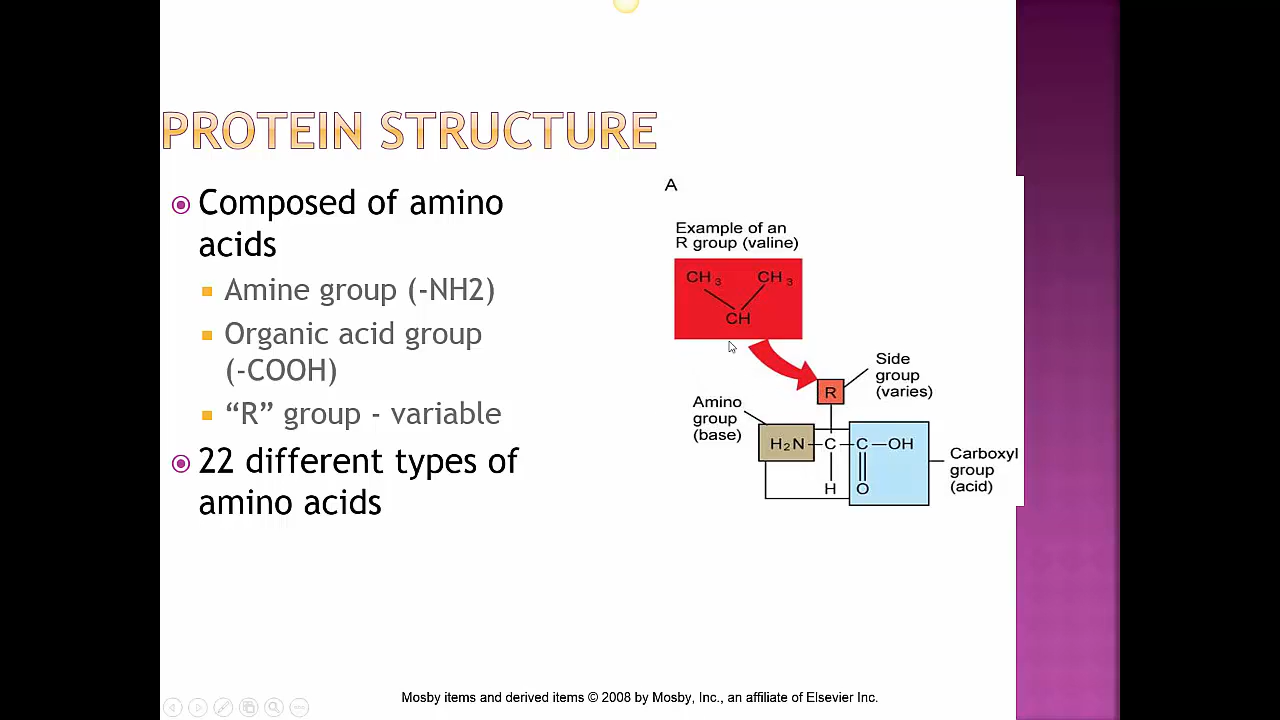 PROTEIN STRUCTURE
Composed of amino
acids
Amine group (-NH2)
Organic acid group
(-COOH)
“R” group - variable
22 different types of
amino acids
A
Example of an
R group (valine)
CH3 CH3
CH
R
Side
group
(varies)
Amino
group
(base)
H2N C C OH
H O
Carboxyl
group
(acid)
Mosby items and derived items © 2008 by Mosby, Inc., an affiliate of Elsevier Inc.